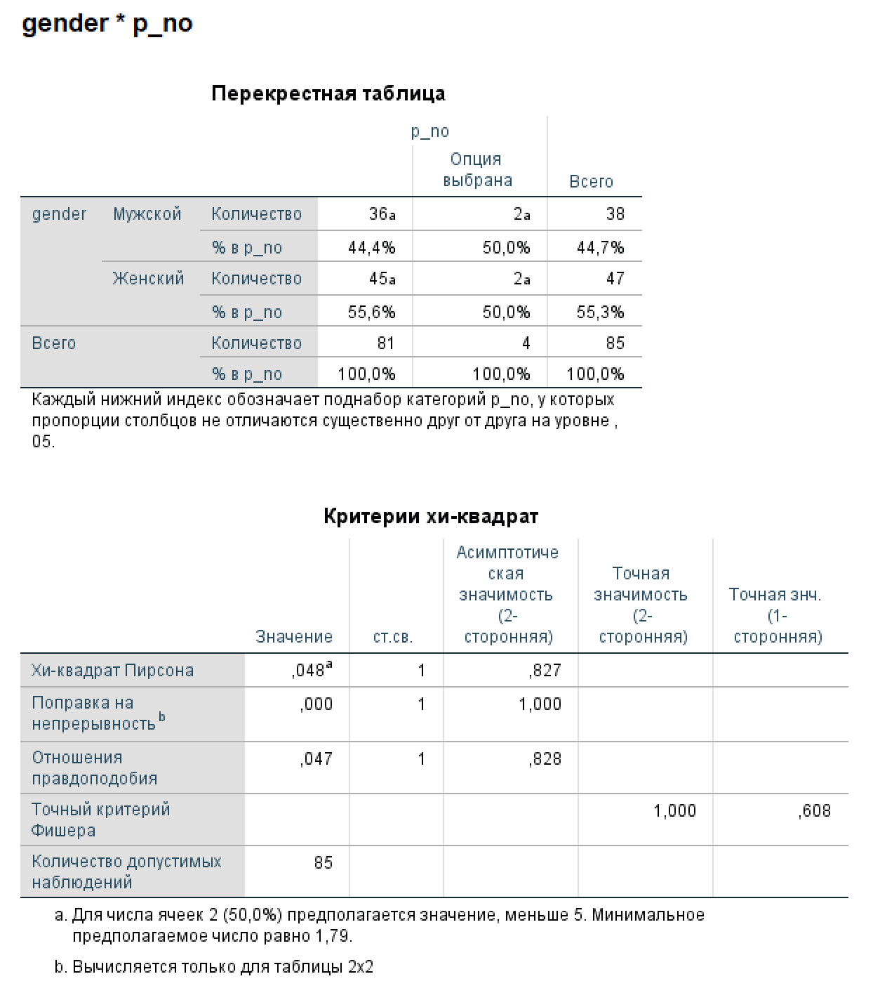 gender * p_no
Перекрестная таблица
p_no
Опция
выбрана
Всего
gender Мужской Количество 36a 2a 38
% в p_no 44,4% 50,0% 44,7%
Женский Количество 45a 2a 47
% в p_no 55,6% 50,0% 55,3%
Всего Количество 81 4 85
% в p_no 100,0% 100,0% 100,0%
Каждый нижний индекс обозначает поднабор категорий p_no, у которых
пропорции столбцов не отличаются существенно друг от друга на уровне ,
05.
Критерии хи-квадрат
Значение
ст.св.
Асимптотиче
ская
значимость
(2-
сторонняя)
Точная
значимость
(2-
сторонняя)
Точная знч.
(1-
сторонняя)
Хи-квадрат Пирсона ,048a 1 ,827
Поправка на
непрерывность b ,000 1 1,000
Отношения
правдоподобия ,047 1 ,828
Точный критерий
Фишера 1,000 ,608
Количество допустимых
наблюдений 85
a. Для числа ячеек 2 (50,0%) предполагается значение, меньше 5. Минимальное
предполагаемое число равно 1,79.
b. Вычисляется только для таблицы 2x2